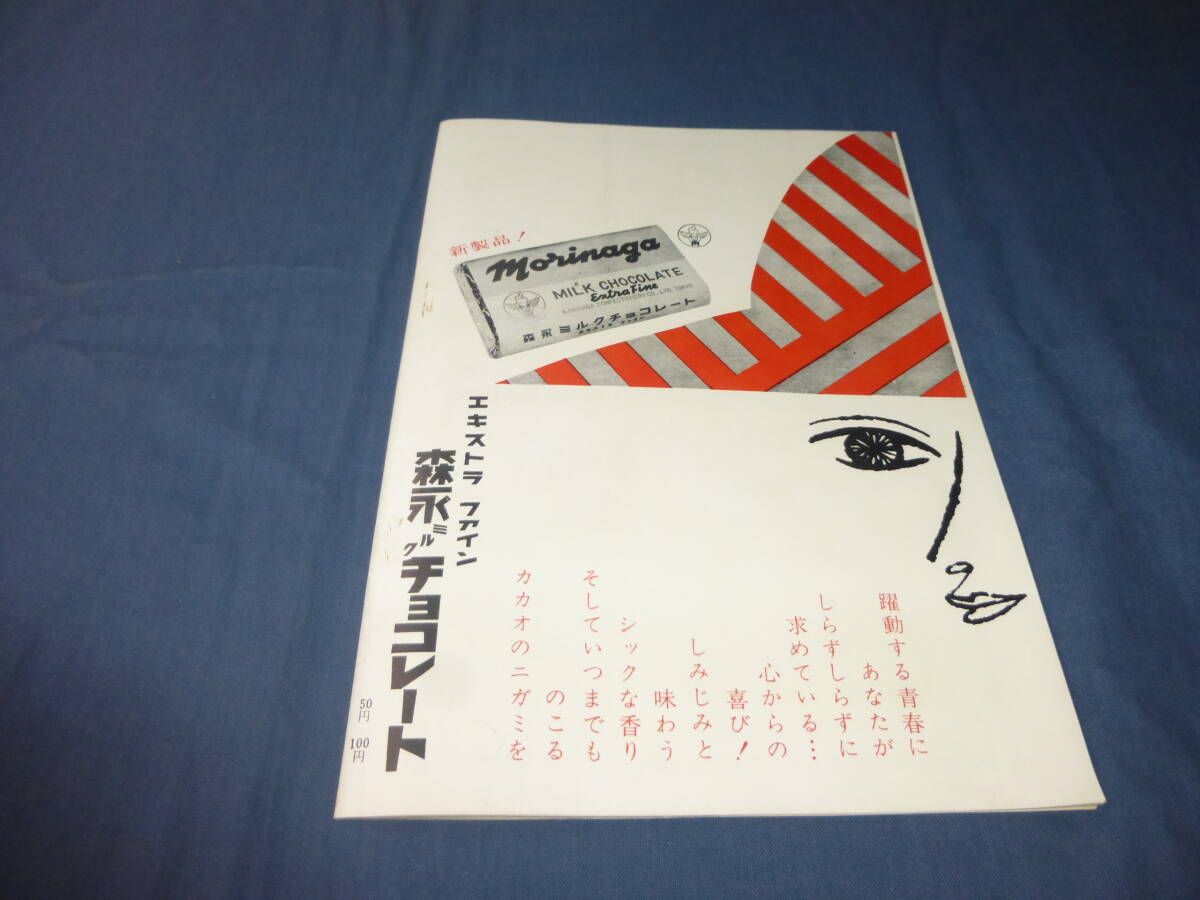 新製品!
Morinaga
MILK CHOCOLATE
Extra Fine
CONFECTIONERY CO., LTD. Tokyo
森永ミルクチョコレート
エキストラ ファイン
森永ミルクチョコレート
50円
100円
躍動する青春に
あなたが
しらずしらずに
求めている…
心からの
喜び!
しみじみと
味わう
シックな香り
そしていつまでも
のこる
カカオのニガミを